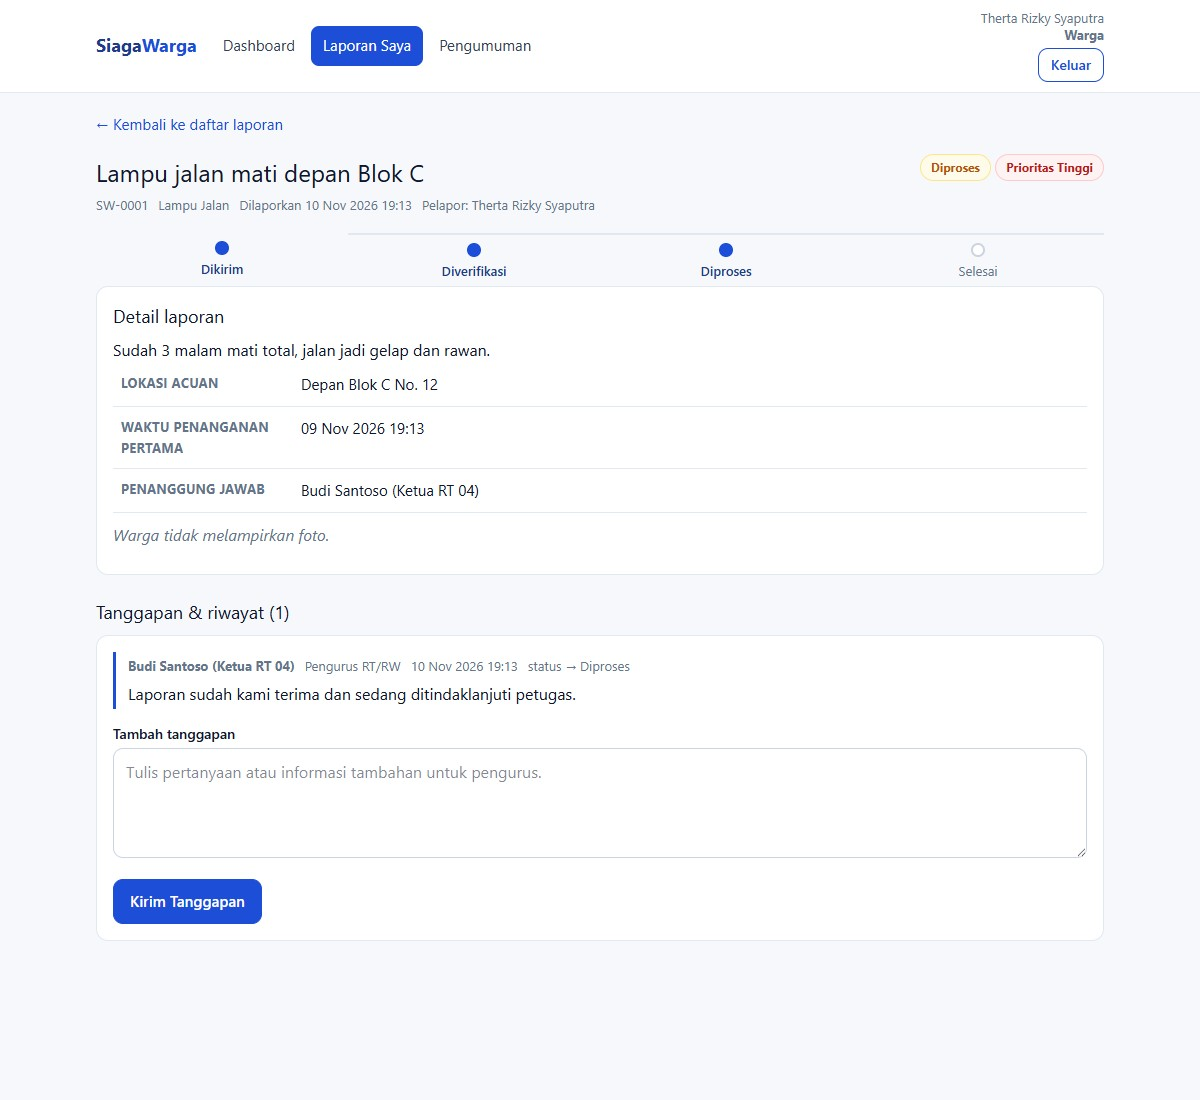 SiagaWarga Dashboard Laporan Saya Pengumuman
Therta Rizky Syaputra
Warga
Keluar
← Kembali ke daftar laporan
Lampu jalan mati depan Blok C
Diproses Prioritas Tinggi
SW-0001 Lampu Jalan Dilaporkan 10 Nov 2026 19:13 Pelapor: Therta Rizky Syaputra
Dikirim Diverifikasi Diproses Selesai
Detail laporan
Sudah 3 malam mati total, jalan jadi gelap dan rawan.
LOKASI ACUAN Depan Blok C No. 12
WAKTU PENANGANAN 09 Nov 2026 19:13
PERTAMA
PENANGGUNG JAWAB Budi Santoso (Ketua RT 04)
Warga tidak melampirkan foto.
Tanggapan & riwayat (1)
Budi Santoso (Ketua RT 04) Pengurus RT/RW 10 Nov 2026 19:13 status → Diproses
Laporan sudah kami terima dan sedang ditindaklanjuti petugas.
Tambah tanggapan
Tulis pertanyaan atau informasi tambahan untuk pengurus.
Kirim Tanggapan